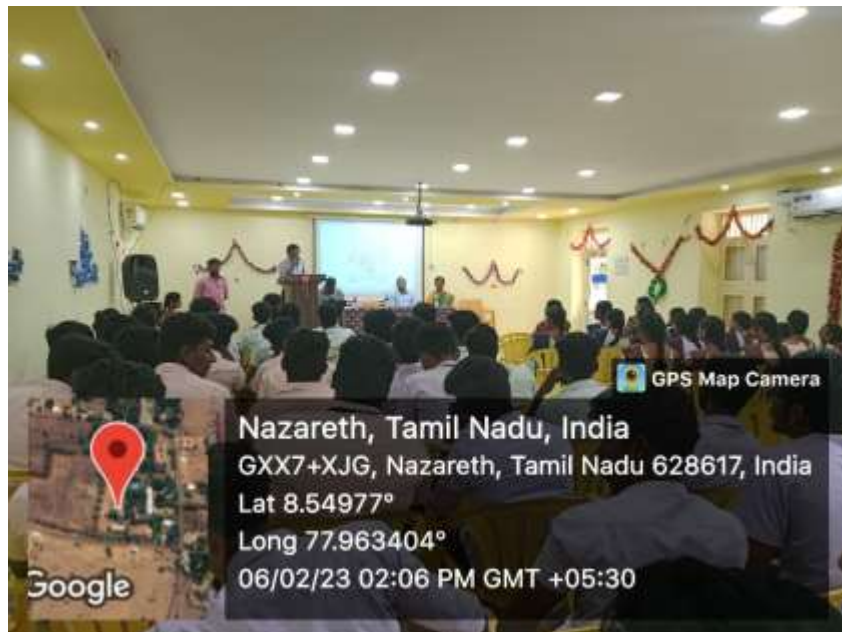 GPS Map Camera
Nazareth, Tamil Nadu, India
GXX7+XJG, Nazareth, Tamil Nadu 628617, India
Lat 8.54977°
Long 77.963404°
06/02/23 02:06 PM GMT +05:30
Google